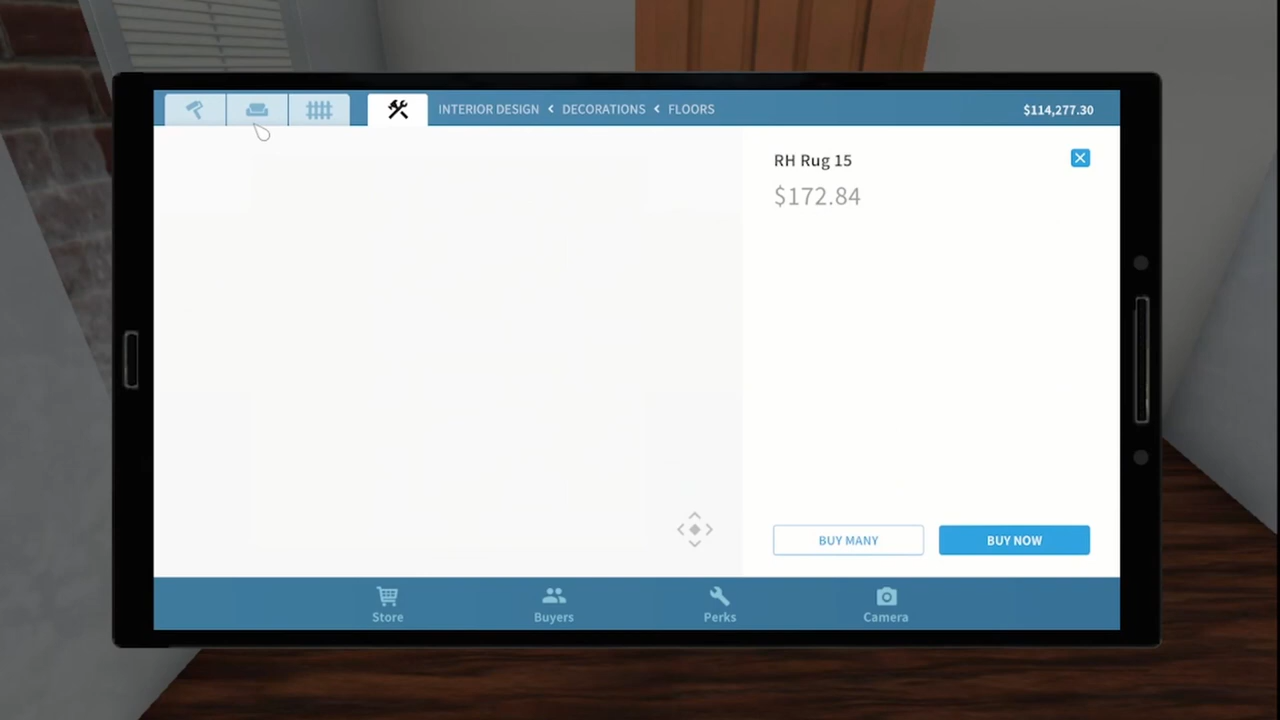 INTERIOR DESIGN < DECORATIONS < FLOORS
$114,277.30
RH Rug 15
$172.84
BUY MANY
BUY NOW
Store
Buyers
Perks
Camera